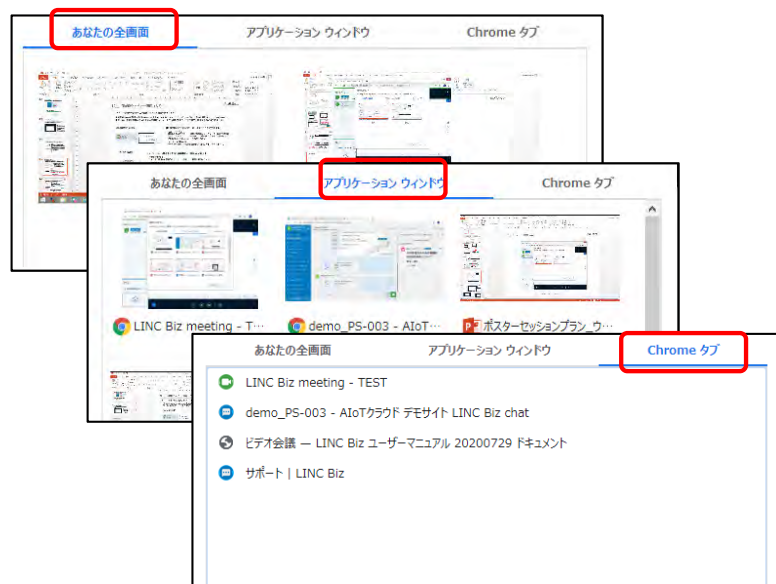 あなたの全画面
アプリケーション ウィンドウ
Chrome タブ
あなたの全画面
アプリケーション ウィンドウ
Chrome タブ
LINC Biz meeting - T…
demo_PS-003 - AIoT…
ポスターセッションプラン_ウ…
あなたの全画面
アプリケーション ウィンドウ
Chrome タブ
LINC Biz meeting - TEST
demo_PS-003 - AIoTクラウド デモサイト LINC Biz chat
ビデオ会議 — LINC Biz ユーザーマニュアル 20200729 ドキュメント
サポート | LINC Biz